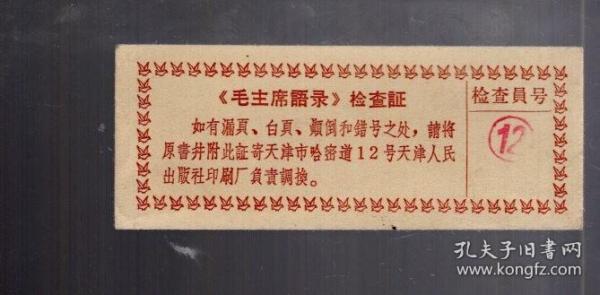 《毛主席語录》检查証
如有漏頁、白頁、顛倒和錯号之处，請将
原書并附此証寄天津市哈密道12号天津人民
出版社印刷厂負責調换。
检查員号
12
孔夫子旧书网
www.kongfz.com